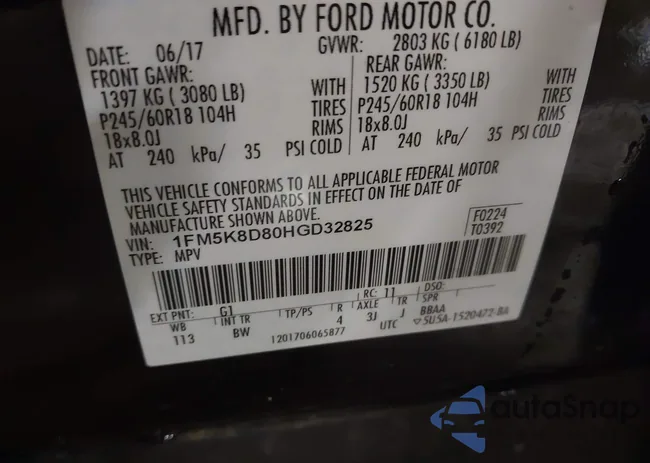 MFD. BY FORD MOTOR CO.
DATE: 06/17 GVWR: 2803 KG ( 6180 LB)
FRONT GAWR: REAR GAWR:
1397 KG ( 3080 LB) WITH 1520 KG ( 3350 LB) WITH
P245/60R18 104H TIRES P245/60R18 104H TIRES
18x8.0J RIMS 18x8.0J RIMS
AT 240 kPa/ 35 PSI COLD AT 240 kPa/ 35 PSI COLD
THIS VEHICLE CONFORMS TO ALL APPLICABLE FEDERAL MOTOR
VEHICLE SAFETY STANDARDS IN EFFECT ON THE DATE OF
MANUFACTURE SHOWN ABOVE.
VIN: 1FM5K8D80HGD32825 F0224
TYPE: MPV T0392
EXT PNT: G1 RC: 11 DSO:
WB INT TR TP/PS R AXLE TR SPR
113 BW 4 3J J BBAA
1201706065877 UTC ▽5U5A-1520472-BA
autoSnap